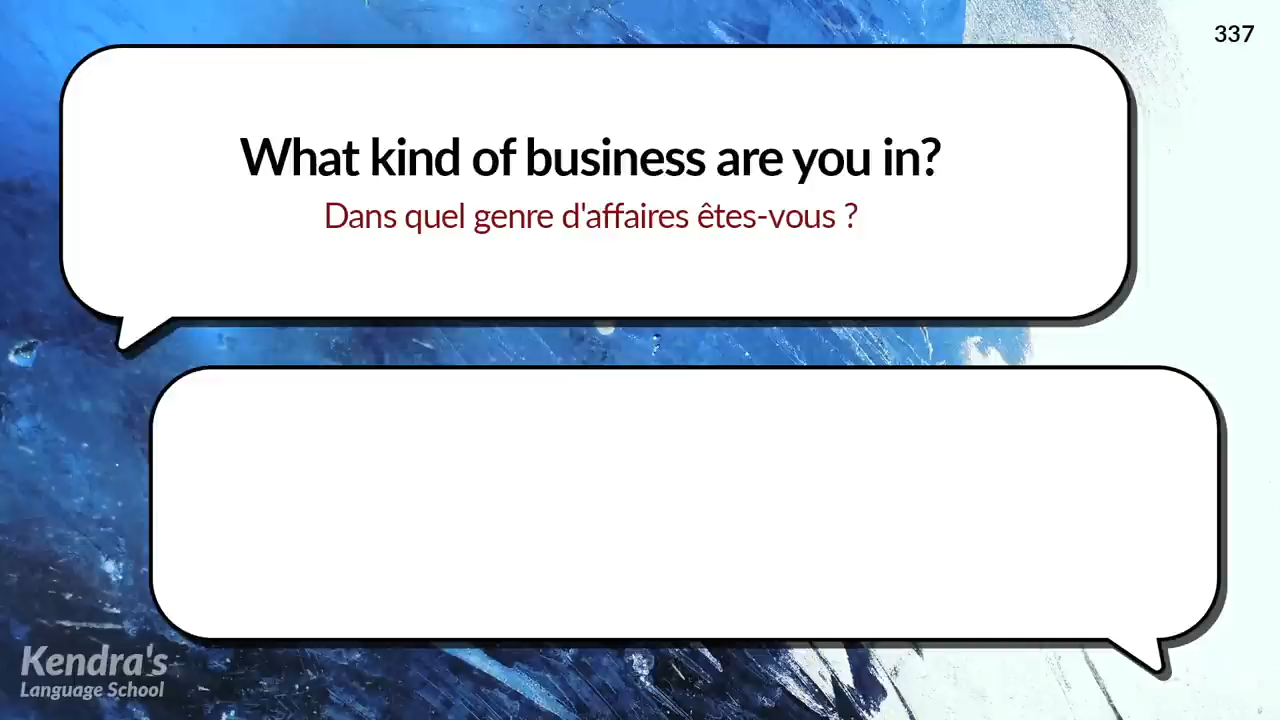 337
What kind of business are you in?
Dans quel genre d'affaires êtes-vous ?
Kendra's
Language School